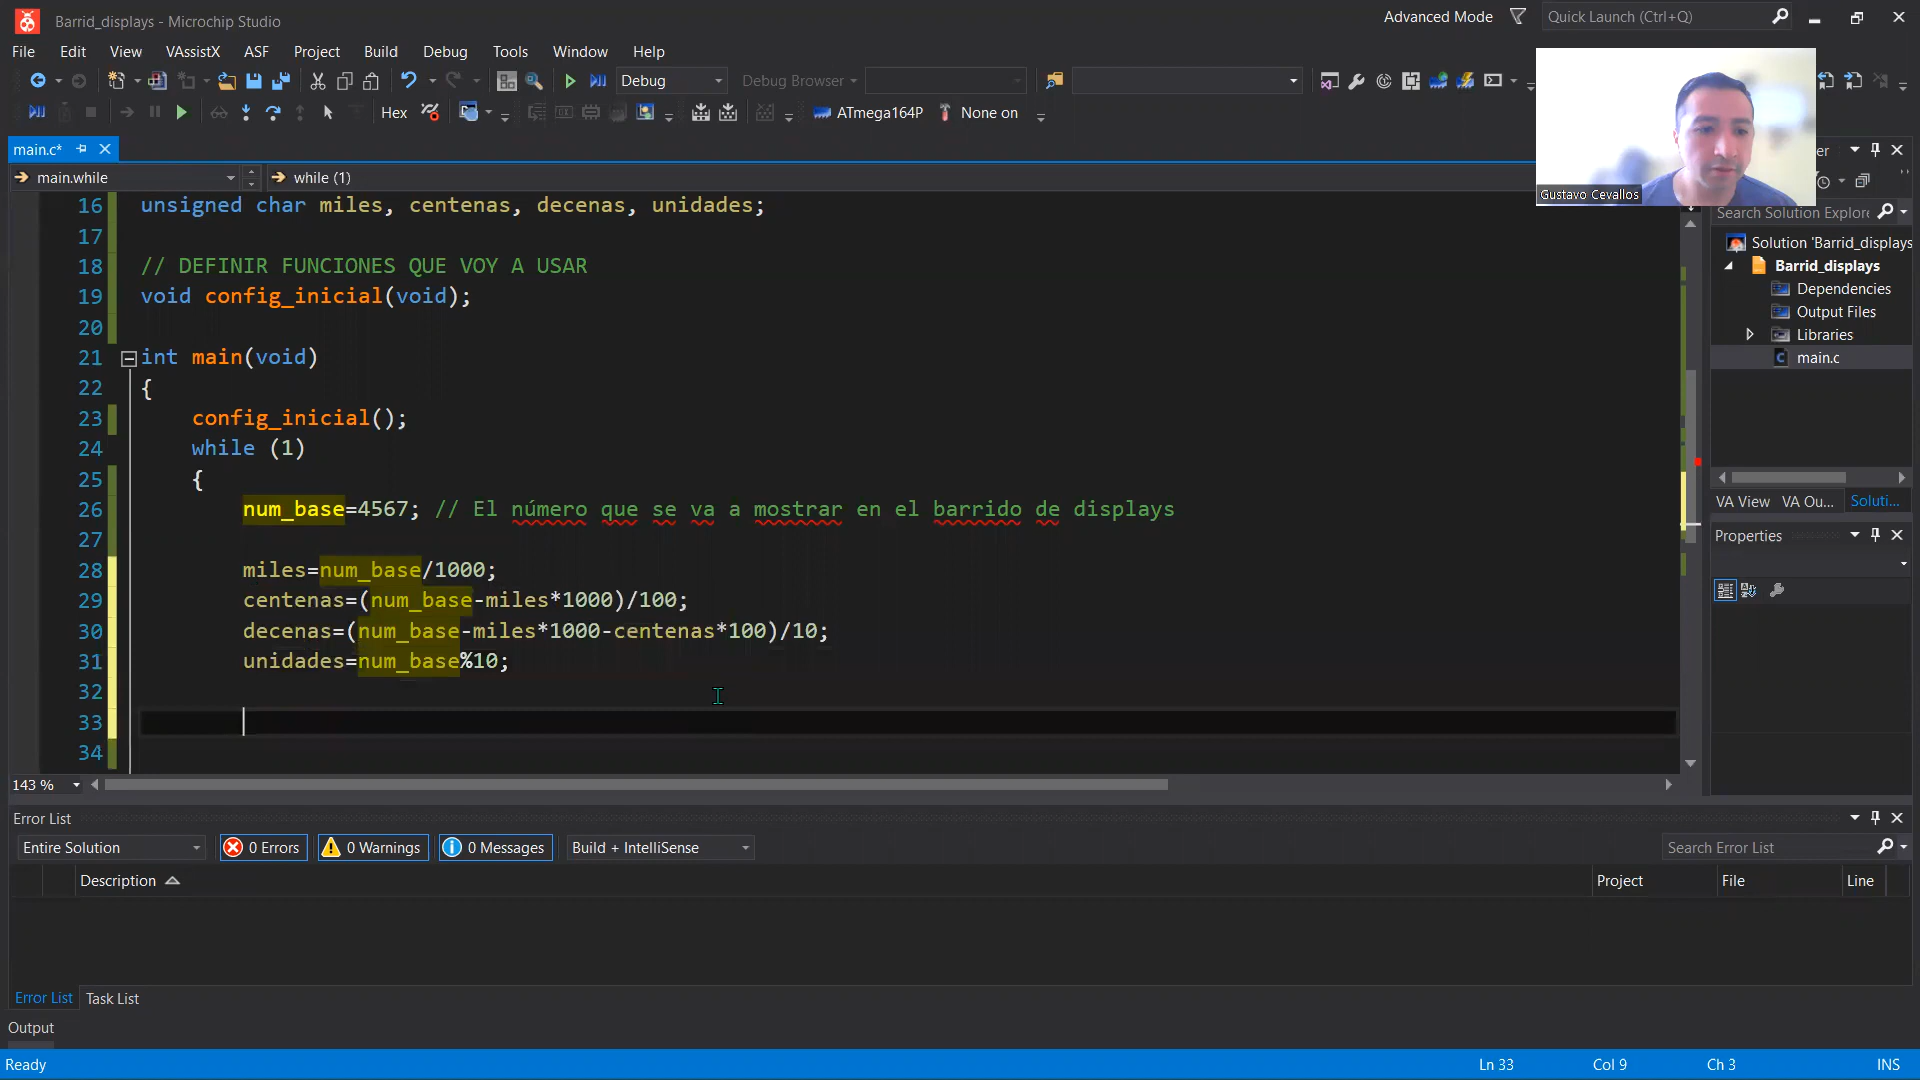 Barrid_displays - Microchip Studio
Advanced Mode
Quick Launch (Ctrl+Q)
File Edit View VAssistX ASF Project Build Debug Tools Window Help
Debug
Debug Browser
Hex
ATmega164P
None on
Gustavo Cevallos
main.c*
main.while
while (1)
16 unsigned char miles, centenas, decenas, unidades;
17
18 // DEFINIR FUNCIONES QUE VOY A USAR
19 void config_inicial(void);
20
21 int main(void)
22 {
23 config_inicial();
24 while (1)
25 {
26 num_base=4567; // El número que se va a mostrar en el barrido de displays
27
28 miles=num_base/1000;
29 centenas=(num_base-miles*1000)/100;
30 decenas=(num_base-miles*1000-centenas*100)/10;
31 unidades=num_base%10;
32
33
34
143 %
Search Solution Explore
Solution 'Barrid_displays
Barrid_displays
Dependencies
Output Files
Libraries
main.c
VA View VA Ou... Soluti...
Properties
Error List
Entire Solution
0 Errors
0 Warnings
0 Messages
Build + IntelliSense
Search Error List
Description Project File Line
Error List Task List
Output
Ready Ln 33 Col 9 Ch 3 INS